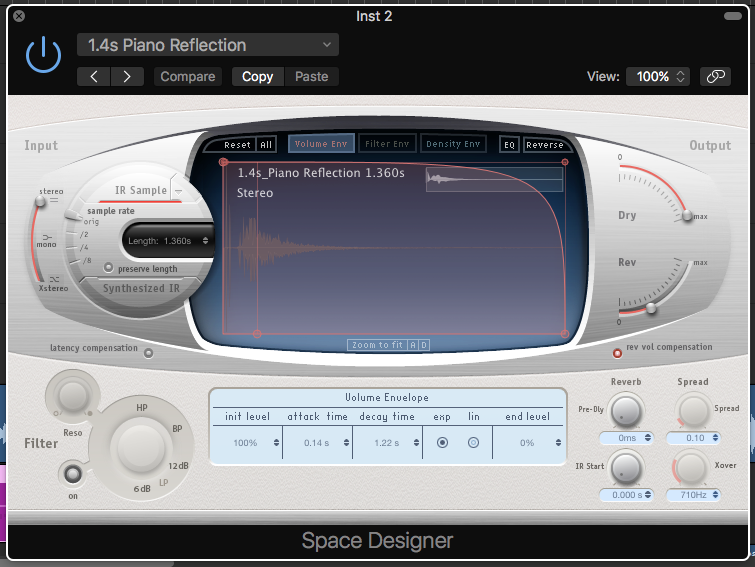 Inst 2
1.4s Piano Reflection
Compare
Copy
Paste
View: 100%
Input
Output
Reset All
Volume Env
Filter Env
Density Env
EQ
Reverse
1.4s_Piano Reflection 1.360s
Stereo
stereo
mono
Xstereo
IR Sample
sample rate
orig
/2
/4
/8
Length: 1.360s
preserve length
Synthesized IR
0
Dry
max
Rev
max
0
Zoom to fit A D
latency compensation
rev vol compensation
Filter
Reso
on
HP
BP
12dB
LP
6dB
Volume Envelope
init level attack time decay time exp lin end level
100% 0.14 s 1.22 s 0%
Reverb Spread
Pre-Dly
Spread
0ms 0.10
IR Start
Xover
0.000 s 710Hz
Space Designer